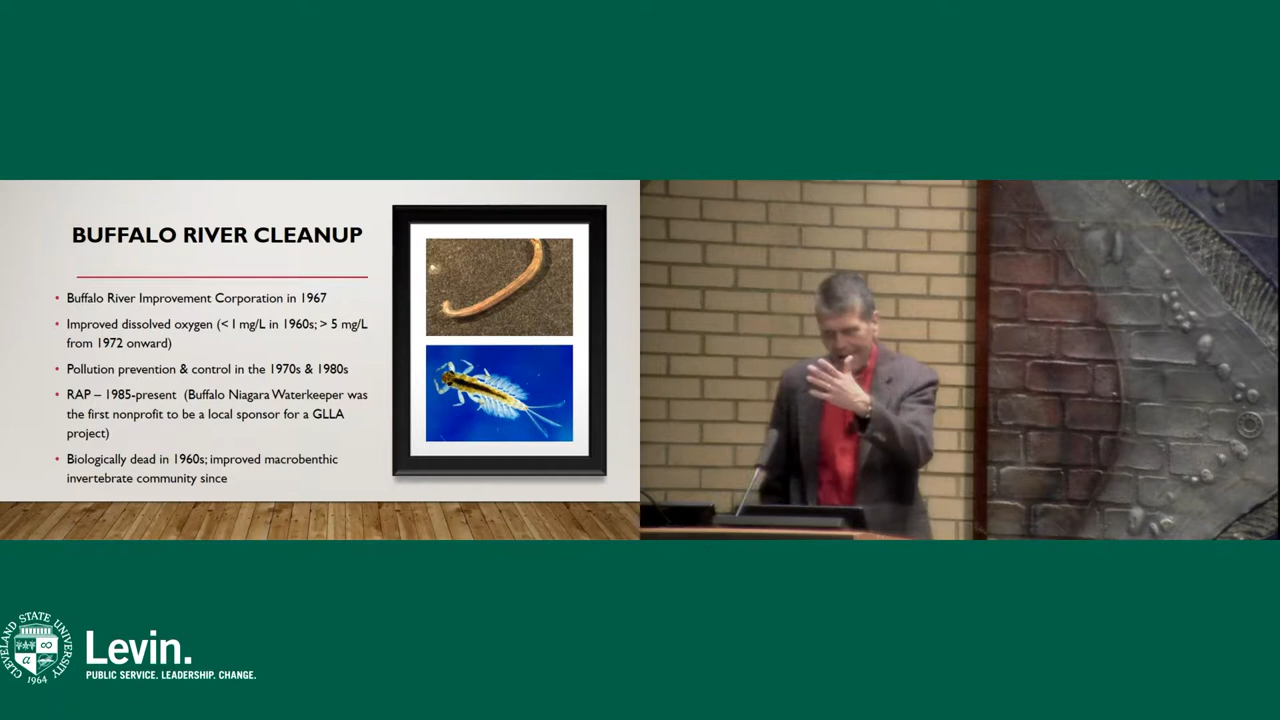 BUFFALO RIVER CLEANUP
• Buffalo River Improvement Corporation in 1967
• Improved dissolved oxygen (< 1 mg/L in 1960s; > 5 mg/L
from 1972 onward)
• Pollution prevention & control in the 1970s & 1980s
• RAP – 1985-present (Buffalo Niagara Waterkeeper was
the first nonprofit to be a local sponsor for a GLLA
project)
• Biologically dead in 1960s; improved macrobenthic
invertebrate community since
CLEVELAND STATE UNIVERSITY
1964
Levin.
PUBLIC SERVICE. LEADERSHIP. CHANGE.